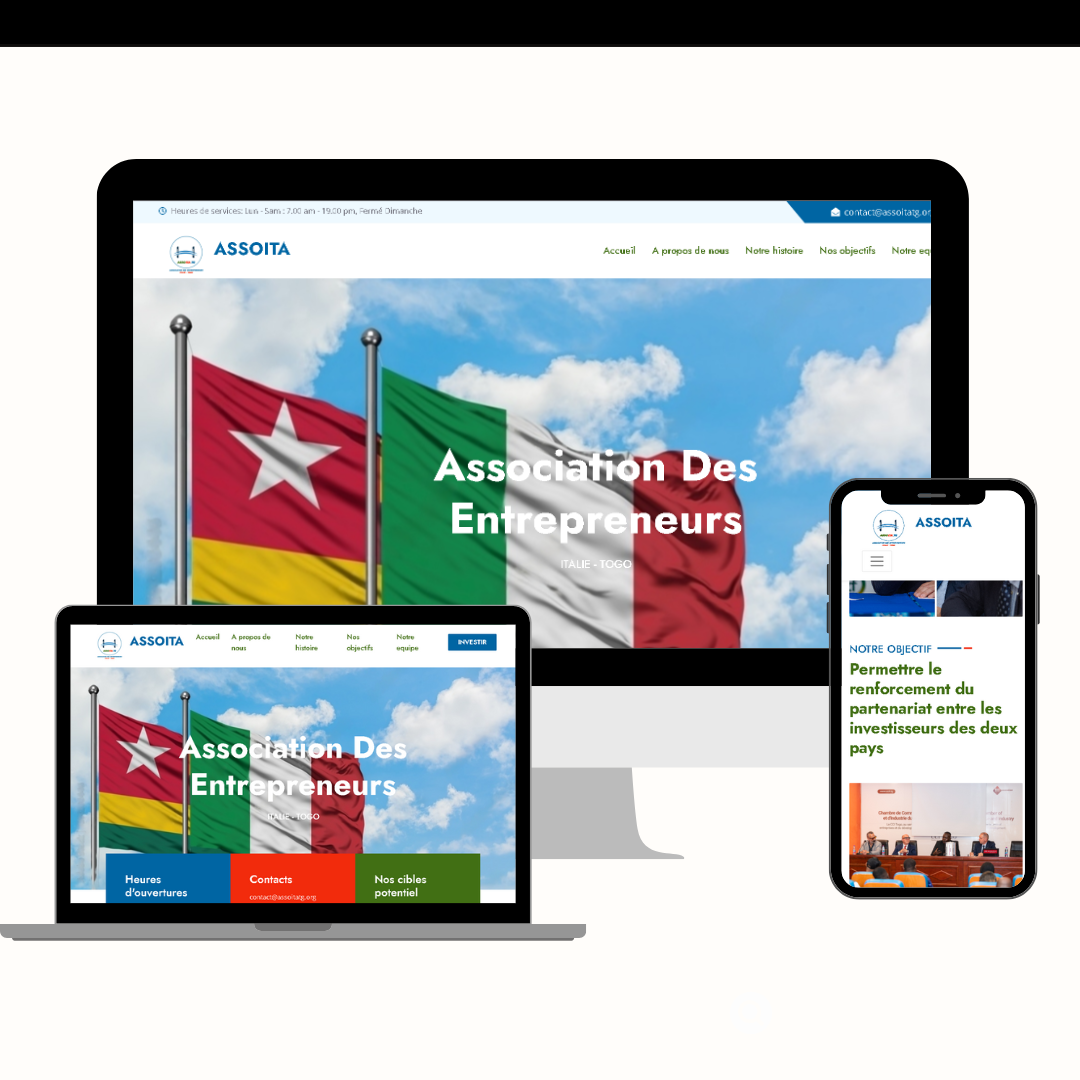 Heures de services: Lun - Sam : 7.00 am - 19.00 pm, Fermé Dimanche
contact@assoitatg.or
ASSOITA
Accueil A propos de nous Notre histoire Nos objectifs Notre eq
Association Des
Entrepreneurs
ITALIE - TOGO
ASSOITA
Accueil
A propos de
nous
Notre
histoire
Nos
objectifs
Notre
equipe
INVESTIR
Association Des
Entrepreneurs
ITALIE - TOGO
Heures
d'ouvertures
Contacts
contact@assoitatg.org
Nos cibles
potentiel
ASSOITA
NOTRE OBJECTIF
Permettre le
renforcement du
partenariat entre les
investisseurs des deux
pays